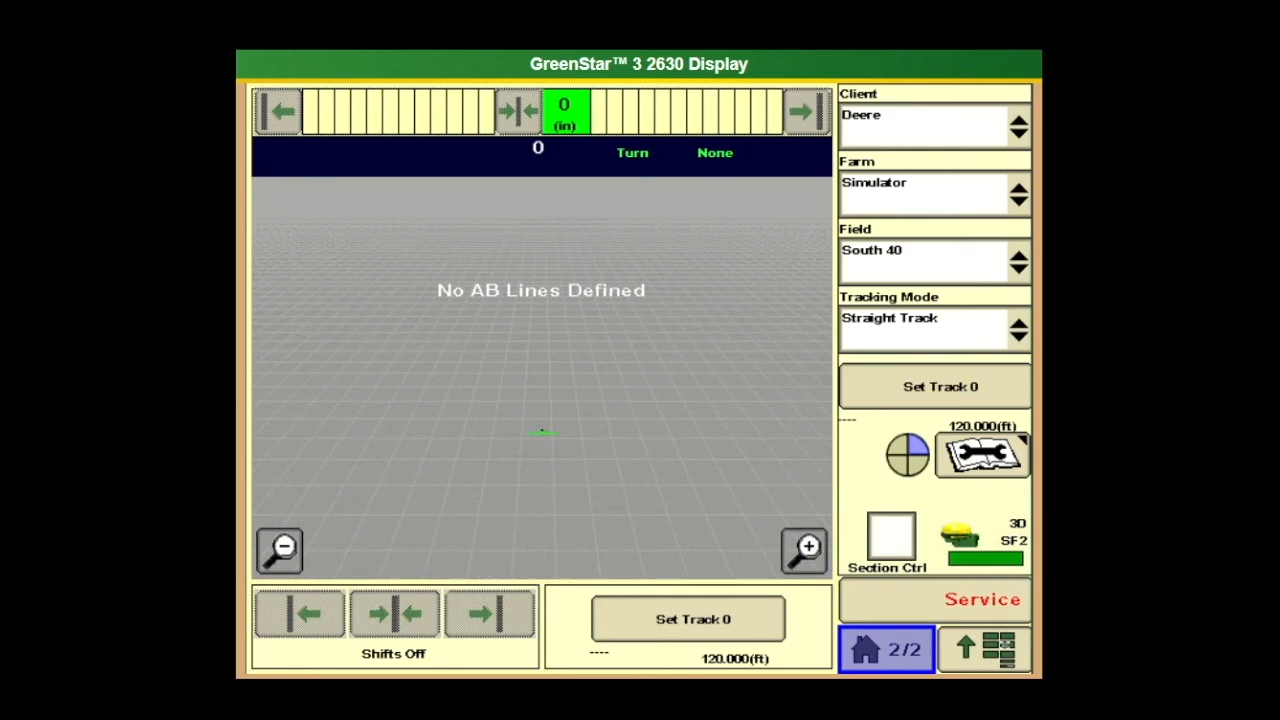 GreenStar™ 3 2630 Display
0
(in)
0
Turn
None
No AB Lines Defined
Client
Deere
Farm
Simulator
Field
South 40
Tracking Mode
Straight Track
Set Track 0
----
120.000(ft)
3D
SF2
Section Ctrl
Service
Shifts Off
Set Track 0
----
120.000(ft)
2/2